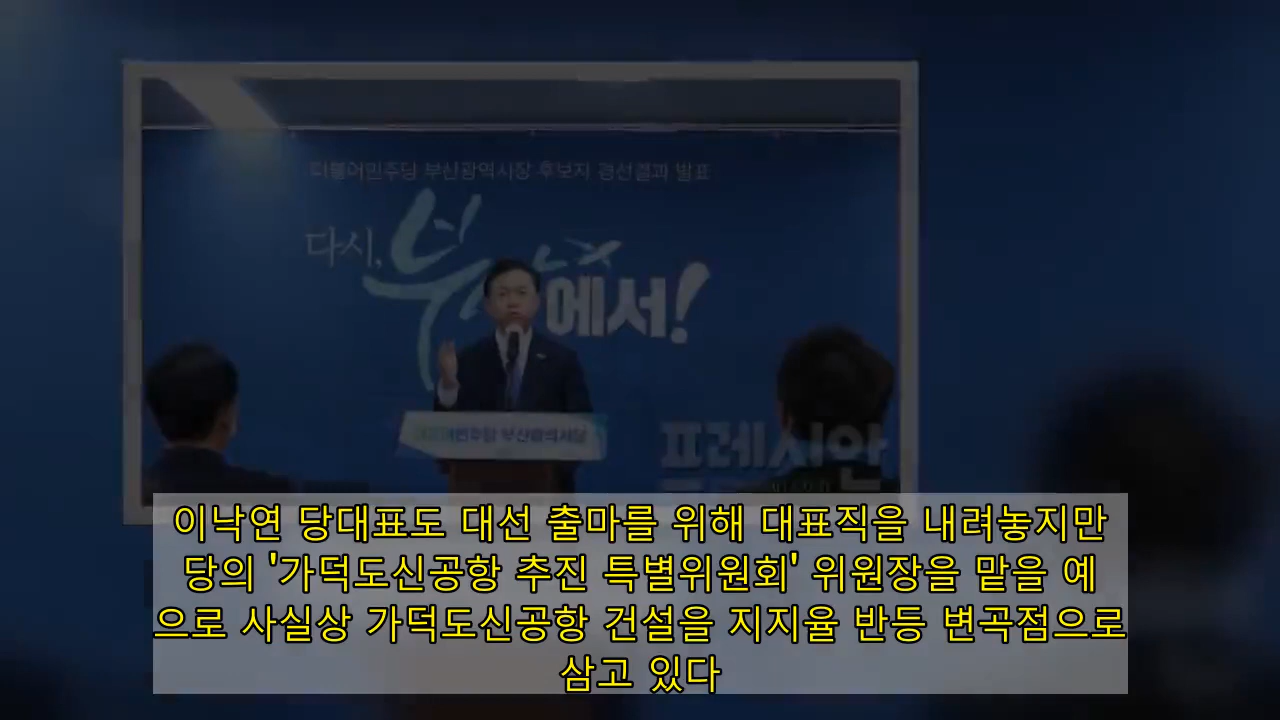 더불어민주당 부산광역시장 후보자 경선결과 발표
다시, 부산에서!
더불어민주당 부산광역시당
프레시안
이낙연 당대표도 대선 출마를 위해 대표직을 내려놓지만
당의 '가덕도신공항 추진 특별위원회' 위원장을 맡을 예
으로 사실상 가덕도신공항 건설을 지지율 반등 변곡점으로
삼고 있다